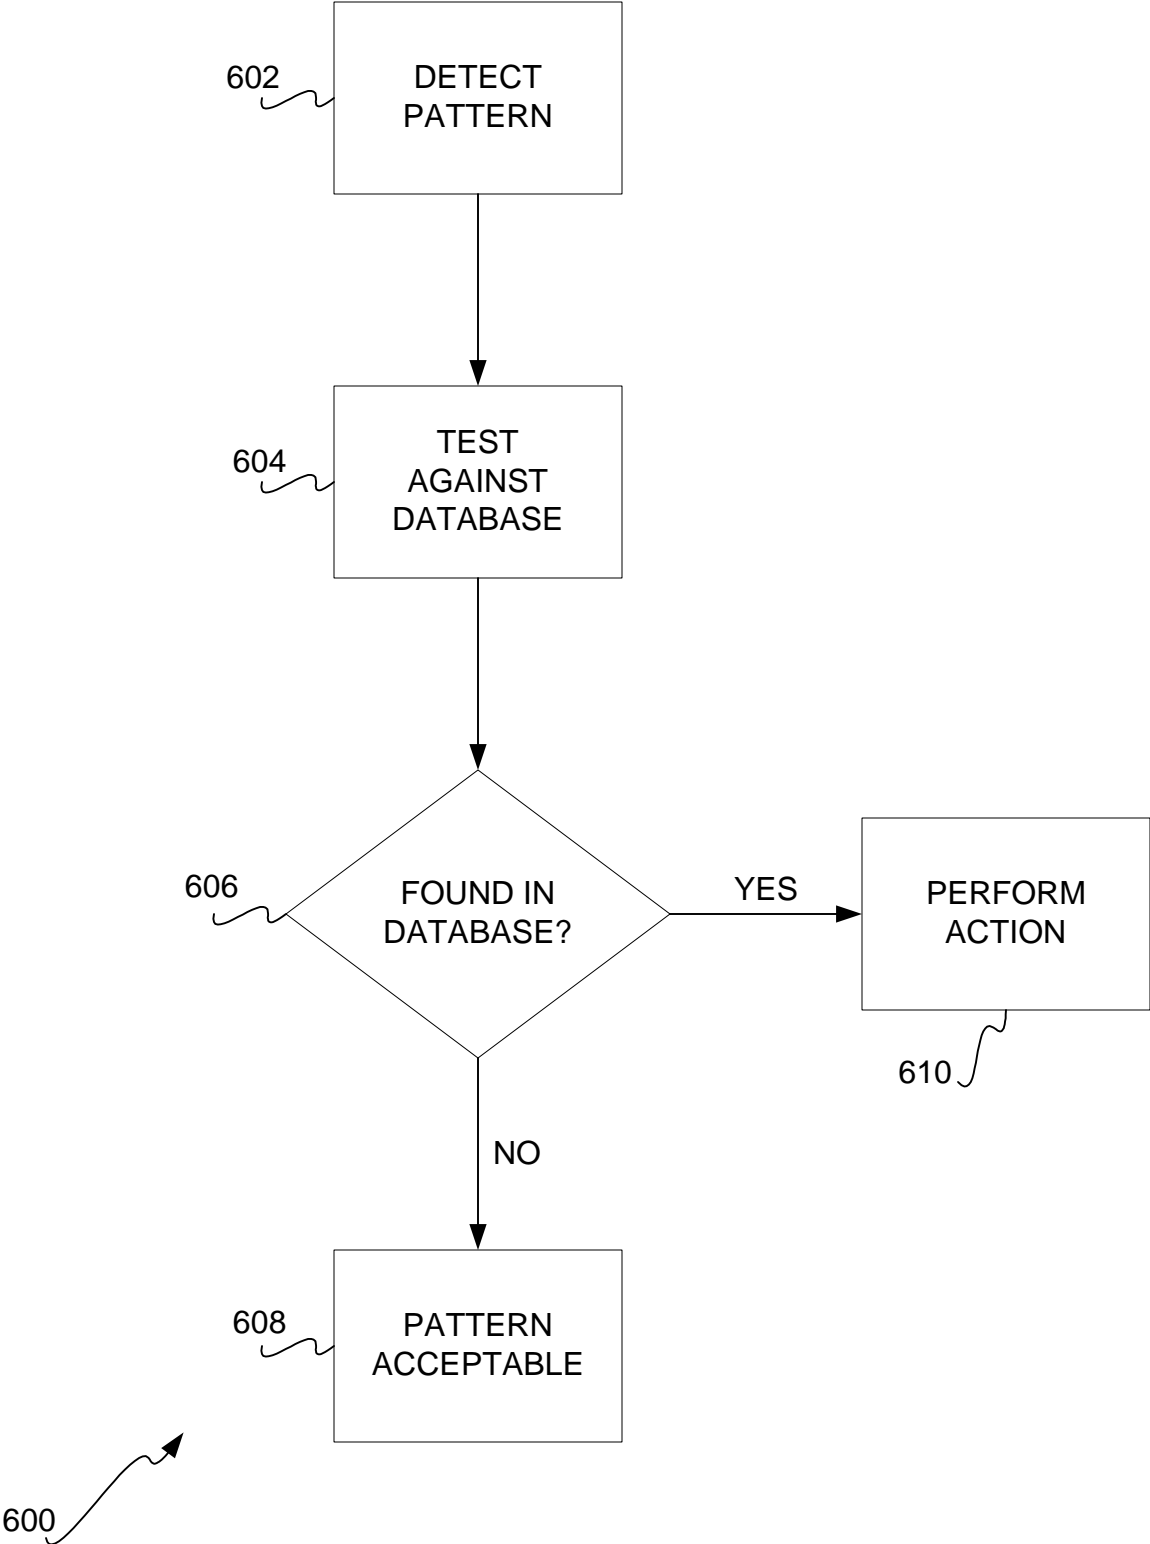 602
DETECT
PATTERN
604
TEST
AGAINST
DATABASE
606
FOUND IN
DATABASE?
YES
PERFORM
ACTION
610
NO
608
PATTERN
ACCEPTABLE
600